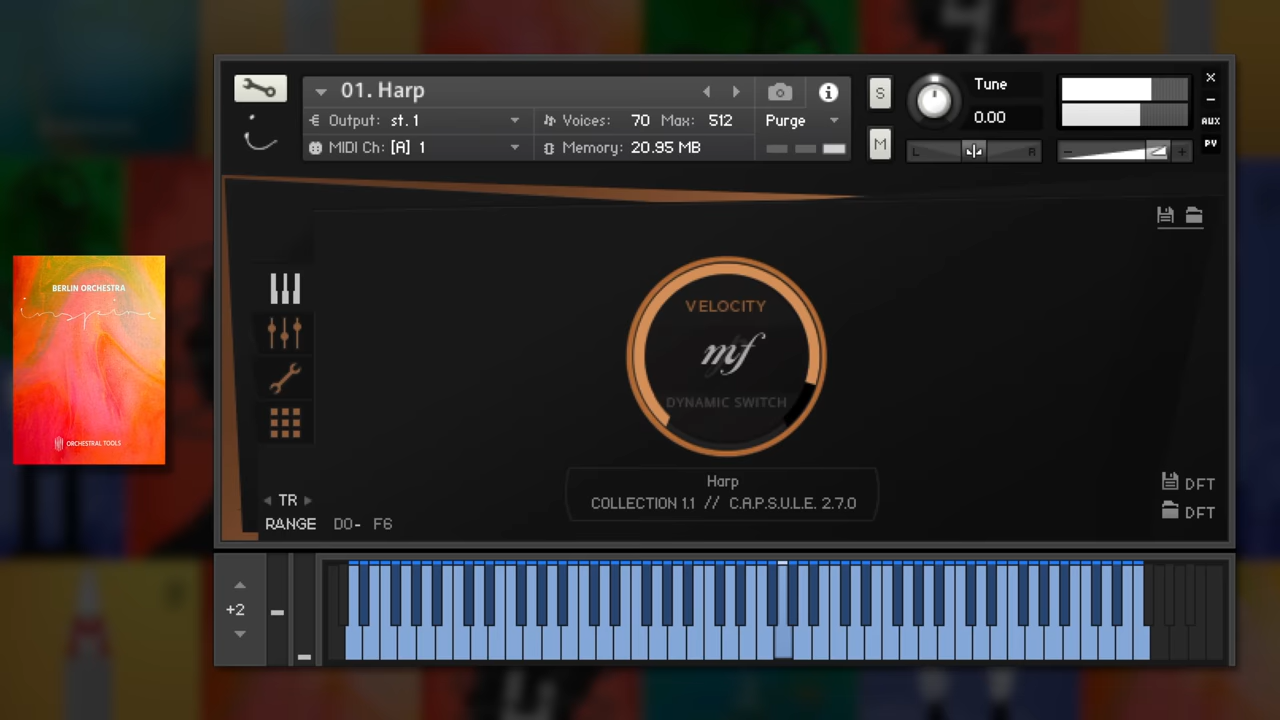 01. Harp
Output: st.1
Voices: 70 Max: 512
Purge
MIDI Ch: [A] 1
Memory: 20.95 MB
S
M
Tune
0.00
L
R
AUX
PV
VELOCITY
mf
DYNAMIC SWITCH
Harp
COLLECTION 1.1 // C.A.P.S.U.L.E. 2.7.0
TR
RANGE D0- F6
DFT
DFT
+2
BERLIN ORCHESTRA
inspire
ORCHESTRAL TOOLS